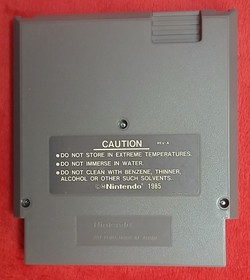 CAUTION REV-A
•DO NOT STORE IN EXTREME TEMPERATURES.
•DO NOT IMMERSE IN WATER.
•DO NOT CLEAN WITH BENZENE, THINNER,
ALCOHOL OR OTHER SUCH SOLVENTS.
©Nintendo® 1985
Nintendo